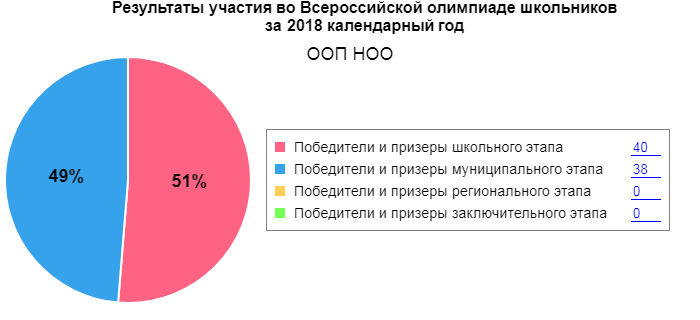 Результаты участия во Всероссийской олимпиаде школьников
за 2018 календарный год
ООП НОО
49%
51%
Победители и призеры школьного этапа 40
Победители и призеры муниципального этапа 38
Победители и призеры регионального этапа 0
Победители и призеры заключительного этапа 0